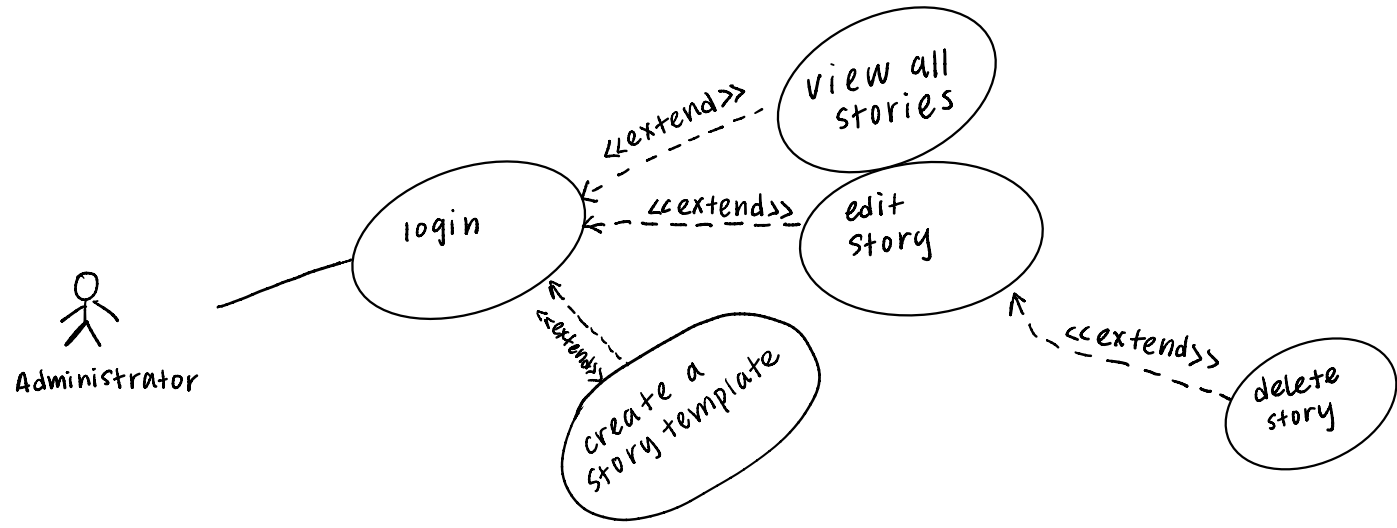 view all
stories
<<extend>>
<<extend>>
edit
story
login
<<extend>>
<<extend>>
create a
story template
delete
story
Administrator